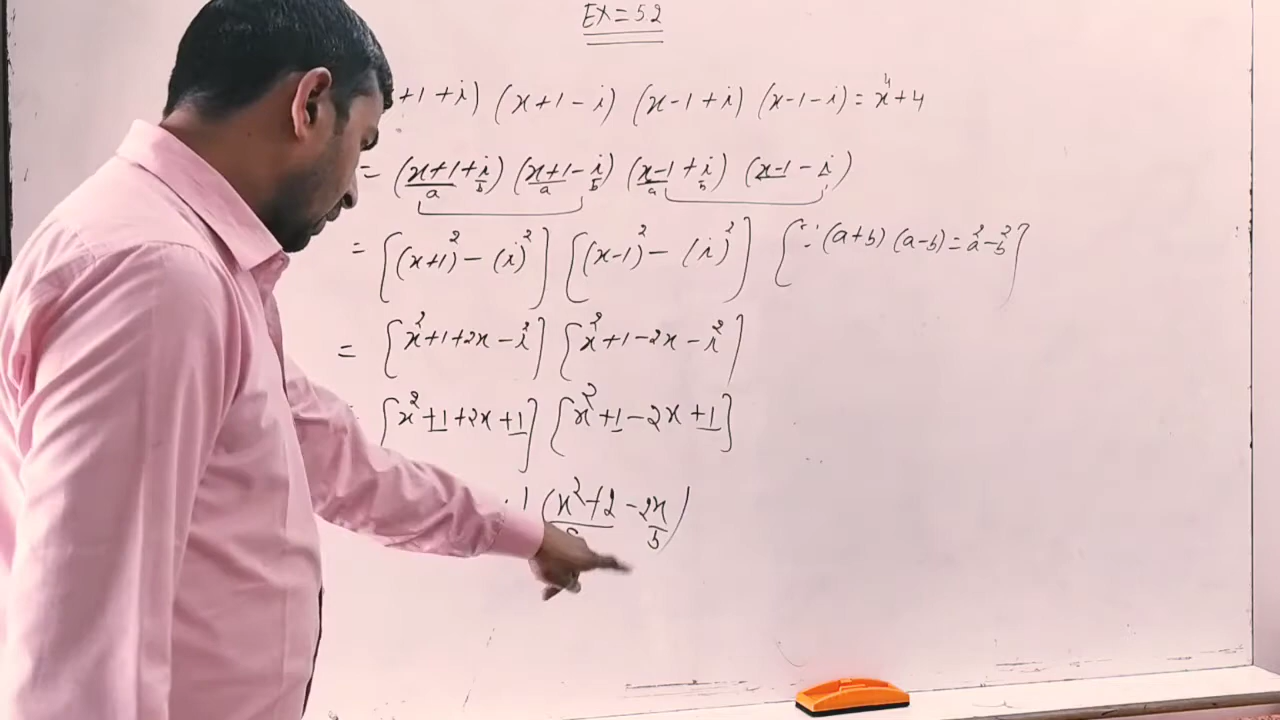 EX = 5.2
+1 + i) (x+1 - i) (x-1 + i) (x-1 - i) = x⁴ + 4
= (x+1 + i) (x+1 - i) (x-1 + i) (x-1 - i)
a b a b a b
= [(x+1)² - (i)²] [(x-1)² - (i)²] [∵ (a+b) (a-b) = a² - b²]
= [x² + 1 + 2x - i²] [x² + 1 - 2x - i²]
= [x² + 1 + 2x + 1] [x² + 1 - 2x + 1]
(x² + 2 - 2x)
b